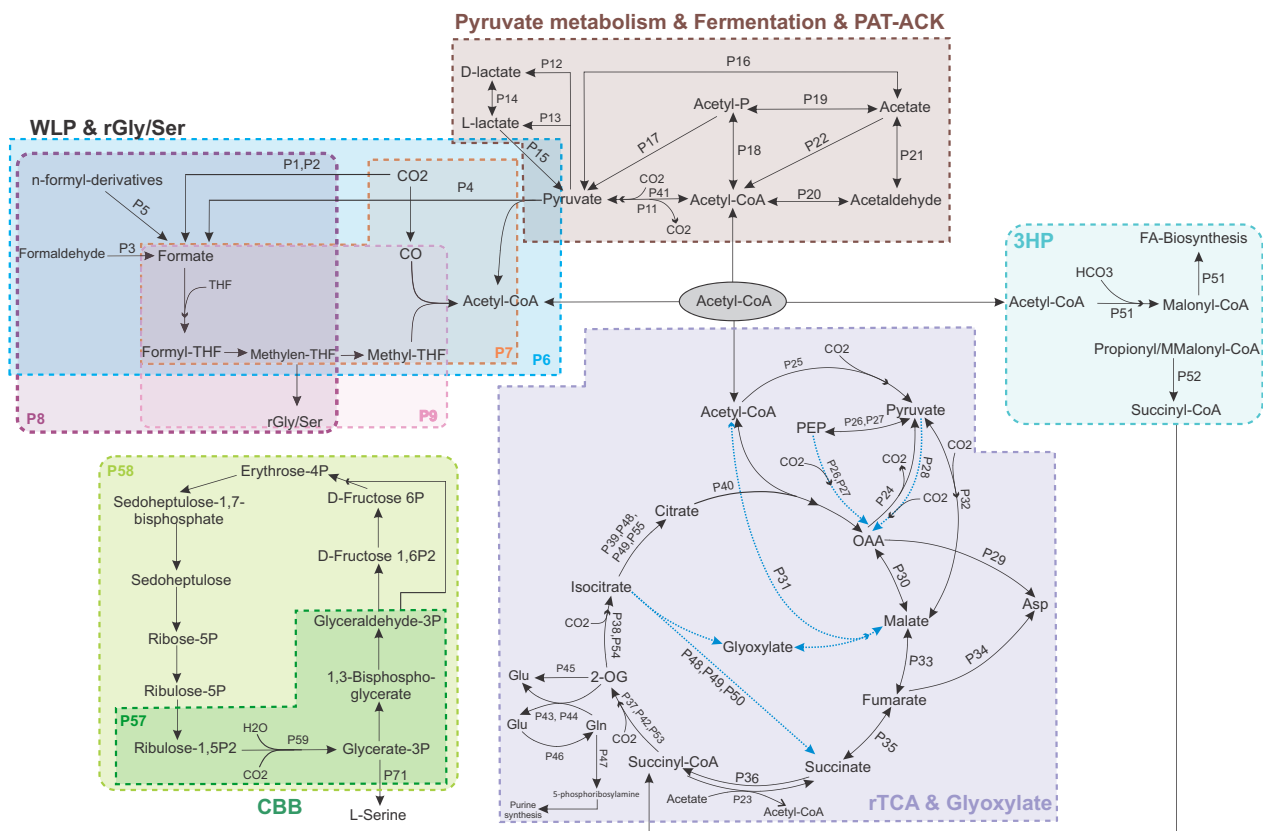 Pyruvate metabolism & Fermentation & PAT-ACK
D-lactate
P12
P16
P14
Acetyl-P
P19
Acetate
L-lactate
P13
P15
P17
P18
P22
P21
CO2
P41
Pyruvate
P11
CO2
Acetyl-CoA
P20
Acetaldehyde
WLP & rGly/Ser
P1,P2
n-formyl-derivatives
CO2
P4
P5
Formaldehyde
P3
Formate
CO
THF
Acetyl-CoA
Formyl-THF
Methylen-THF
Methyl-THF
P7
P6
P8
P9
rGly/Ser
Acetyl-CoA
3HP
FA-Biosynthesis
HCO3
P51
Acetyl-CoA
P51
Malonyl-CoA
Propionyl/MMalonyl-CoA
P52
Succinyl-CoA
P58
Erythrose-4P
Sedoheptulose-1,7-
bisphosphate
D-Fructose 6P
D-Fructose 1,6P2
Sedoheptulose
Glyceraldehyde-3P
Ribose-5P
1,3-Bisphospho-
glycerate
Ribulose-5P
P57
H2O
P59
Ribulose-1,5P2
CO2
Glycerate-3P
P71
CBB
L-Serine
CO2
P25
Acetyl-CoA
Pyruvate
PEP
P26,P27
CO2
P26,P27
CO2
P28
CO2
P24
CO2
P32
P40
Citrate
OAA
P39,P48,
P49,P55
P29
P31
P30
Isocitrate
Asp
CO2
P38,P54
Glyoxylate
Malate
P48,P49,P50
P33
P34
Glu
P45
2-OG
P43, P44
P37,P42,P53
Fumarate
Glu
Gln
CO2
P46
P47
P35
Succinyl-CoA
P36
Succinate
5-phosphoribosylamine
Acetate
P23
Acetyl-CoA
Purine
synthesis
rTCA & Glyoxylate